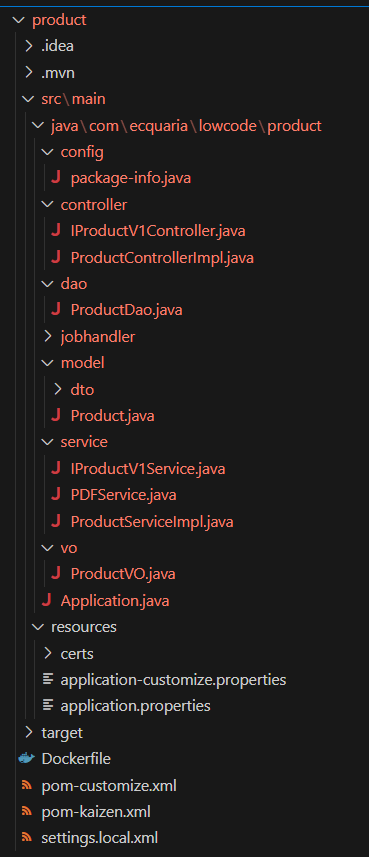 product
.idea
.mvn
src\main
java\com\ecquaria\lowcode\product
config
package-info.java
controller
IProductV1Controller.java
ProductControllerImpl.java
dao
ProductDao.java
jobhandler
model
dto
Product.java
service
IProductV1Service.java
PDFService.java
ProductServiceImpl.java
vo
ProductVO.java
Application.java
resources
certs
application-customize.properties
application.properties
target
Dockerfile
pom-customize.xml
pom-kaizen.xml
settings.local.xml